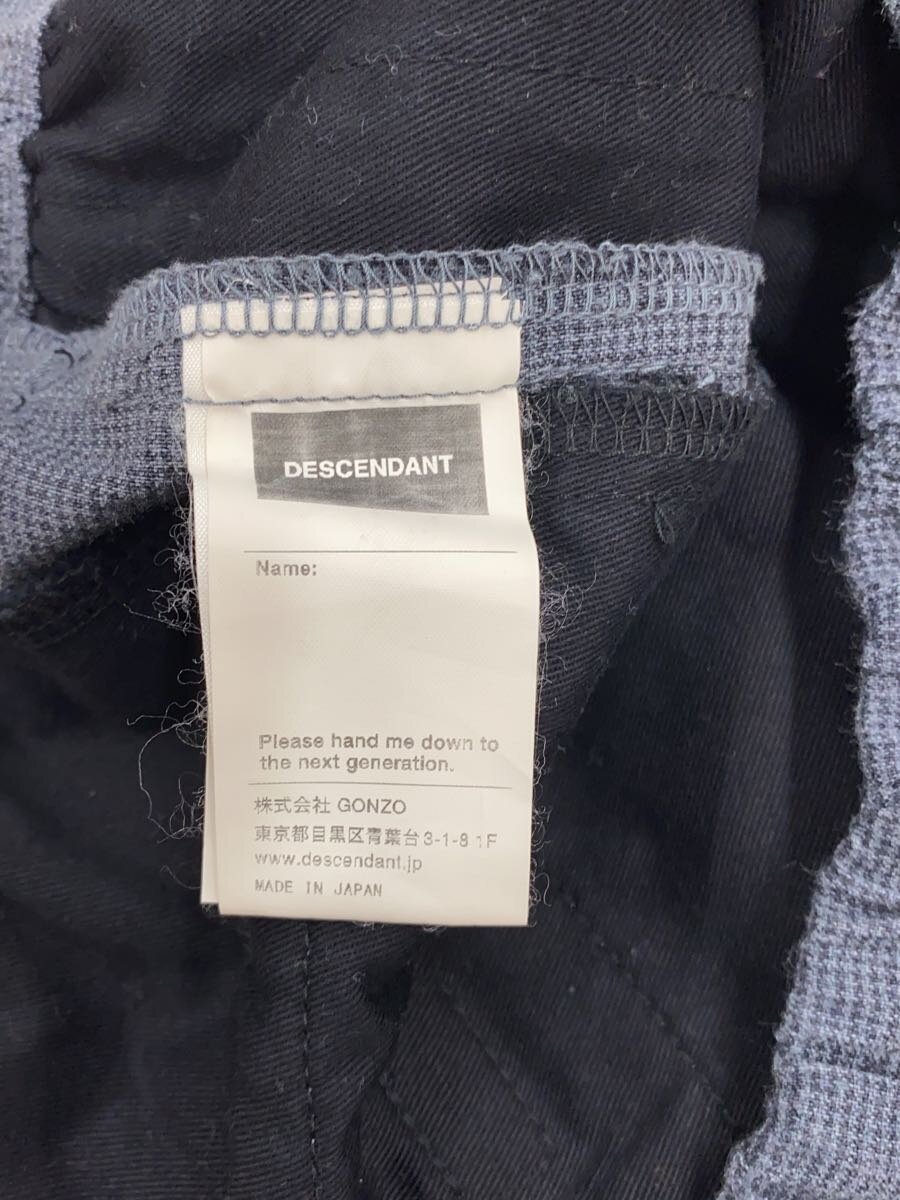 DESCENDANT
Name:
Please hand me down to
the next generation.
株式会社 GONZO
東京都目黒区青葉台3-1-8 1F
www.descendant.jp
MADE IN JAPAN